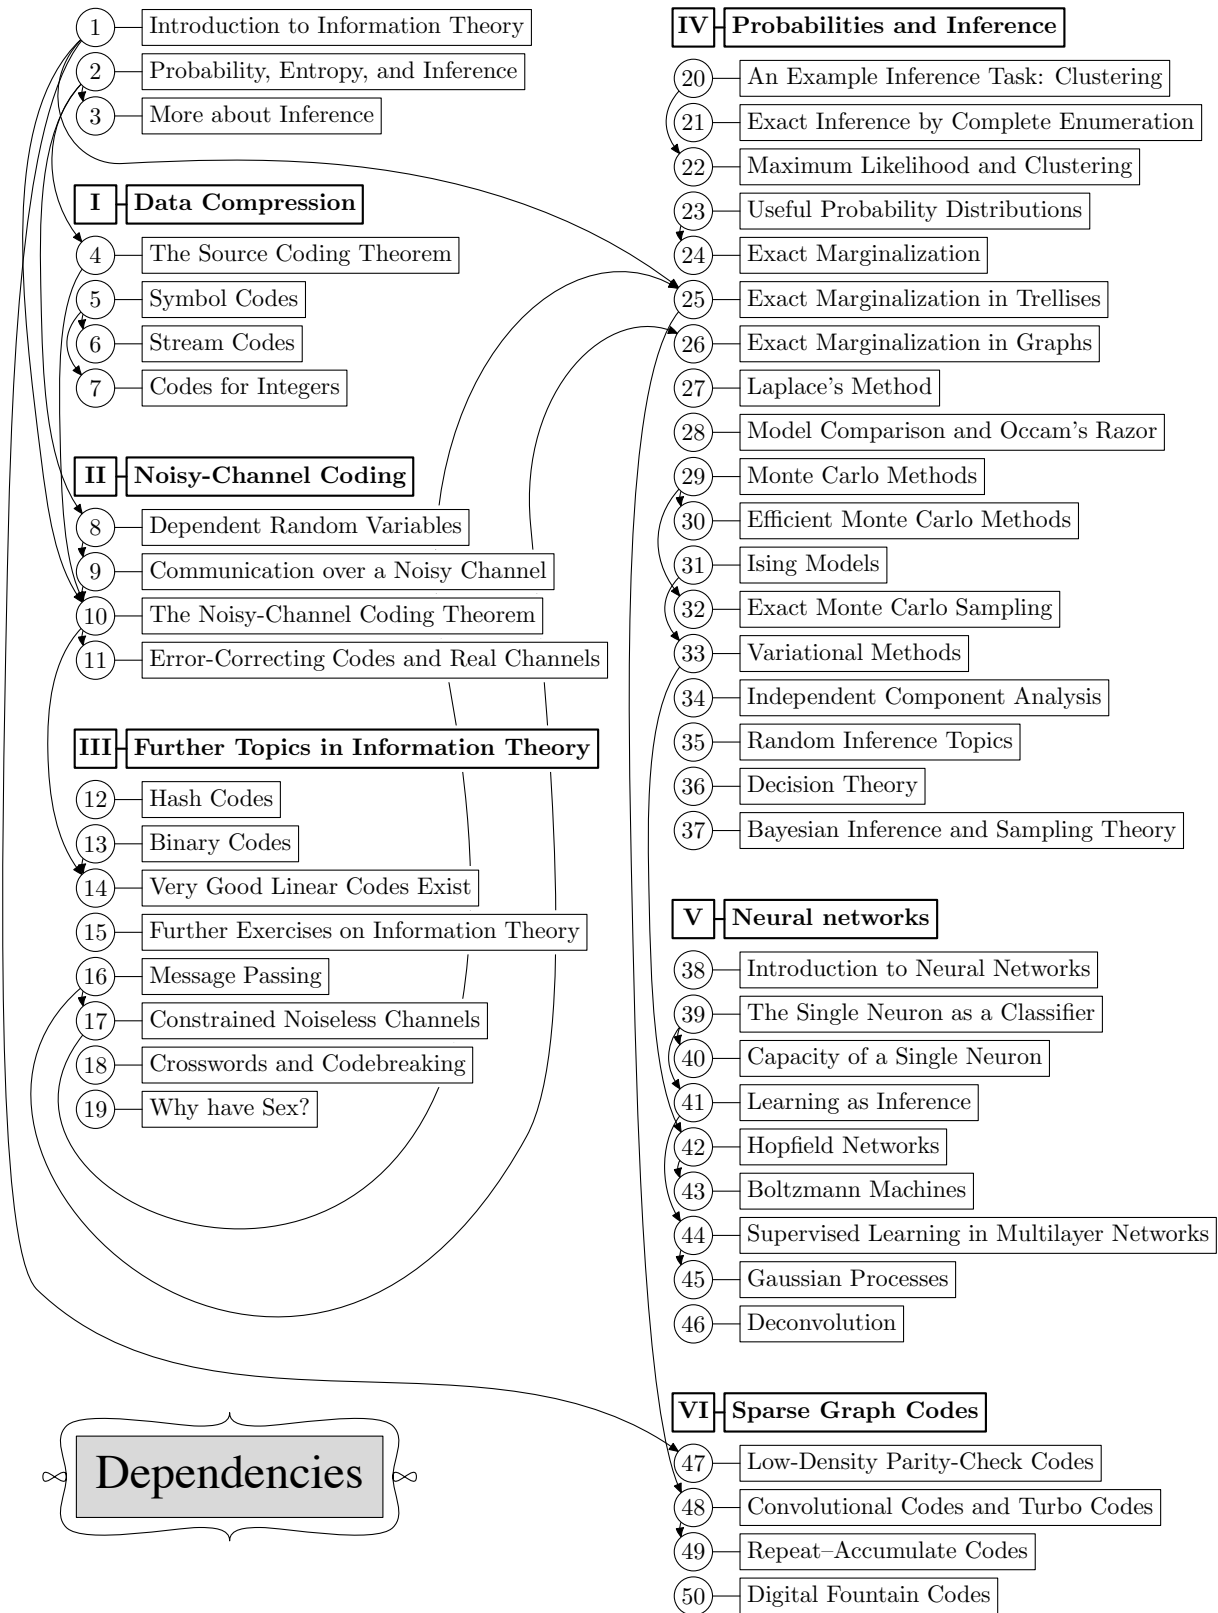 1 Introduction to Information Theory
2 Probability, Entropy, and Inference
3 More about Inference
I Data Compression
4 The Source Coding Theorem
5 Symbol Codes
6 Stream Codes
7 Codes for Integers
II Noisy-Channel Coding
8 Dependent Random Variables
9 Communication over a Noisy Channel
10 The Noisy-Channel Coding Theorem
11 Error-Correcting Codes and Real Channels
III Further Topics in Information Theory
12 Hash Codes
13 Binary Codes
14 Very Good Linear Codes Exist
15 Further Exercises on Information Theory
16 Message Passing
17 Constrained Noiseless Channels
18 Crosswords and Codebreaking
19 Why have Sex?
Dependencies
IV Probabilities and Inference
20 An Example Inference Task: Clustering
21 Exact Inference by Complete Enumeration
22 Maximum Likelihood and Clustering
23 Useful Probability Distributions
24 Exact Marginalization
25 Exact Marginalization in Trellises
26 Exact Marginalization in Graphs
27 Laplace's Method
28 Model Comparison and Occam's Razor
29 Monte Carlo Methods
30 Efficient Monte Carlo Methods
31 Ising Models
32 Exact Monte Carlo Sampling
33 Variational Methods
34 Independent Component Analysis
35 Random Inference Topics
36 Decision Theory
37 Bayesian Inference and Sampling Theory
V Neural networks
38 Introduction to Neural Networks
39 The Single Neuron as a Classifier
40 Capacity of a Single Neuron
41 Learning as Inference
42 Hopfield Networks
43 Boltzmann Machines
44 Supervised Learning in Multilayer Networks
45 Gaussian Processes
46 Deconvolution
VI Sparse Graph Codes
47 Low-Density Parity-Check Codes
48 Convolutional Codes and Turbo Codes
49 Repeat–Accumulate Codes
50 Digital Fountain Codes